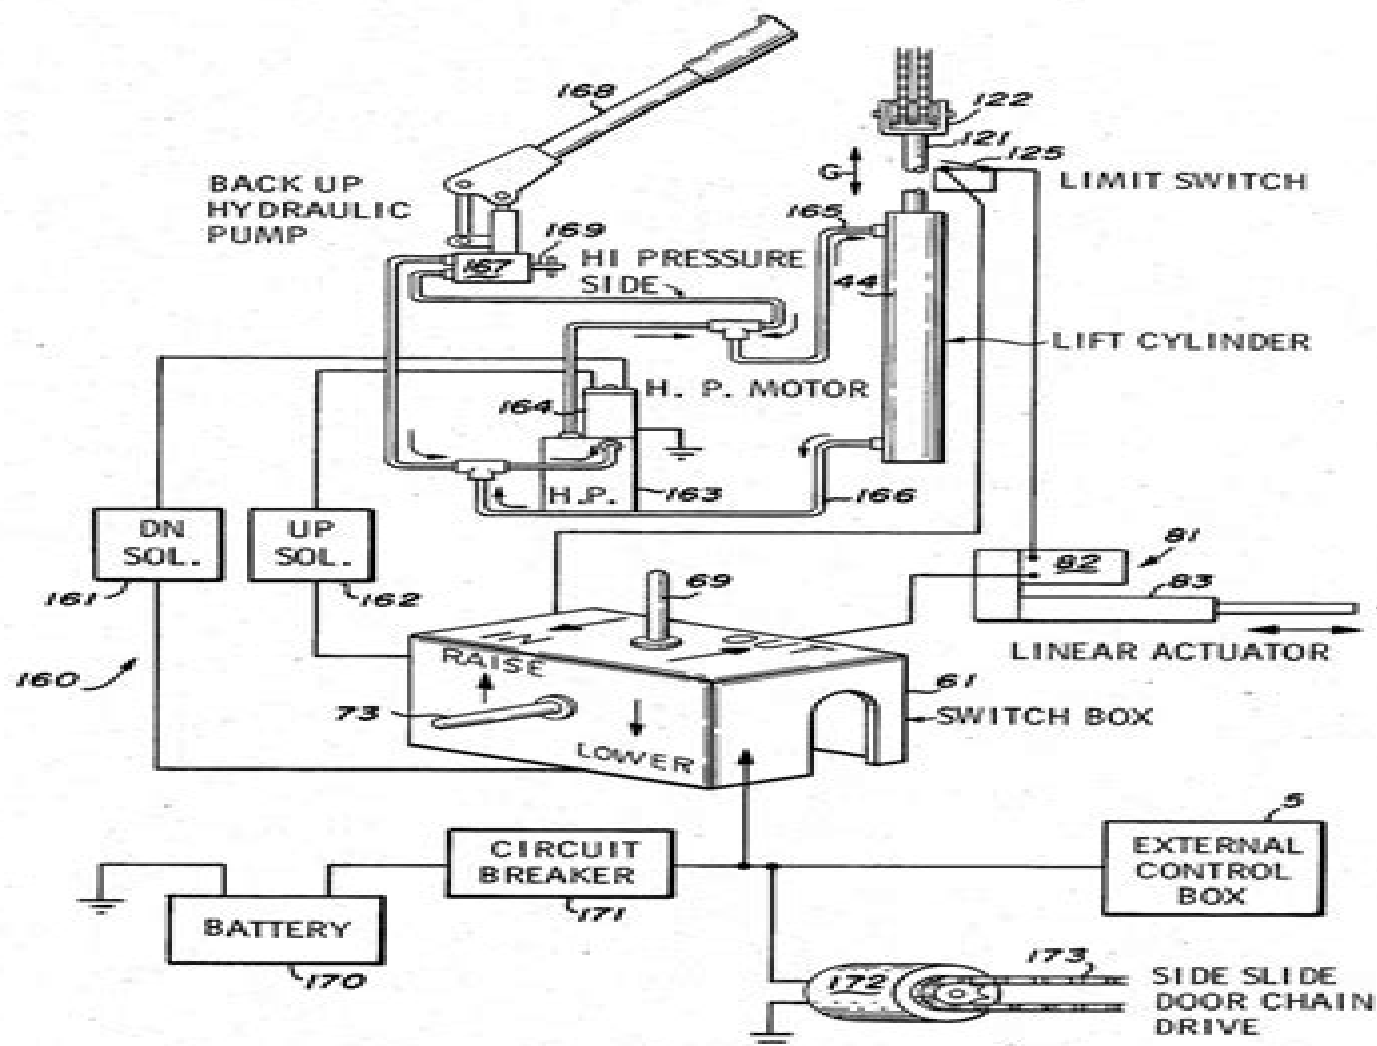 168
122
121
125
G
LIMIT SWITCH
BACK UP
HYDRAULIC
PUMP
165
169
167
HI PRESSURE
SIDE
44
LIFT CYLINDER
H. P. MOTOR
164
H.P.
163
166
DN
SOL.
UP
SOL.
161
162
81
82
83
69
LINEAR ACTUATOR
IN
OUT
RAISE
160
61
73
SWITCH BOX
LOWER
5
CIRCUIT
BREAKER
EXTERNAL
CONTROL
BOX
171
BATTERY
170
173
172
SIDE SLIDE
DOOR CHAIN
DRIVE